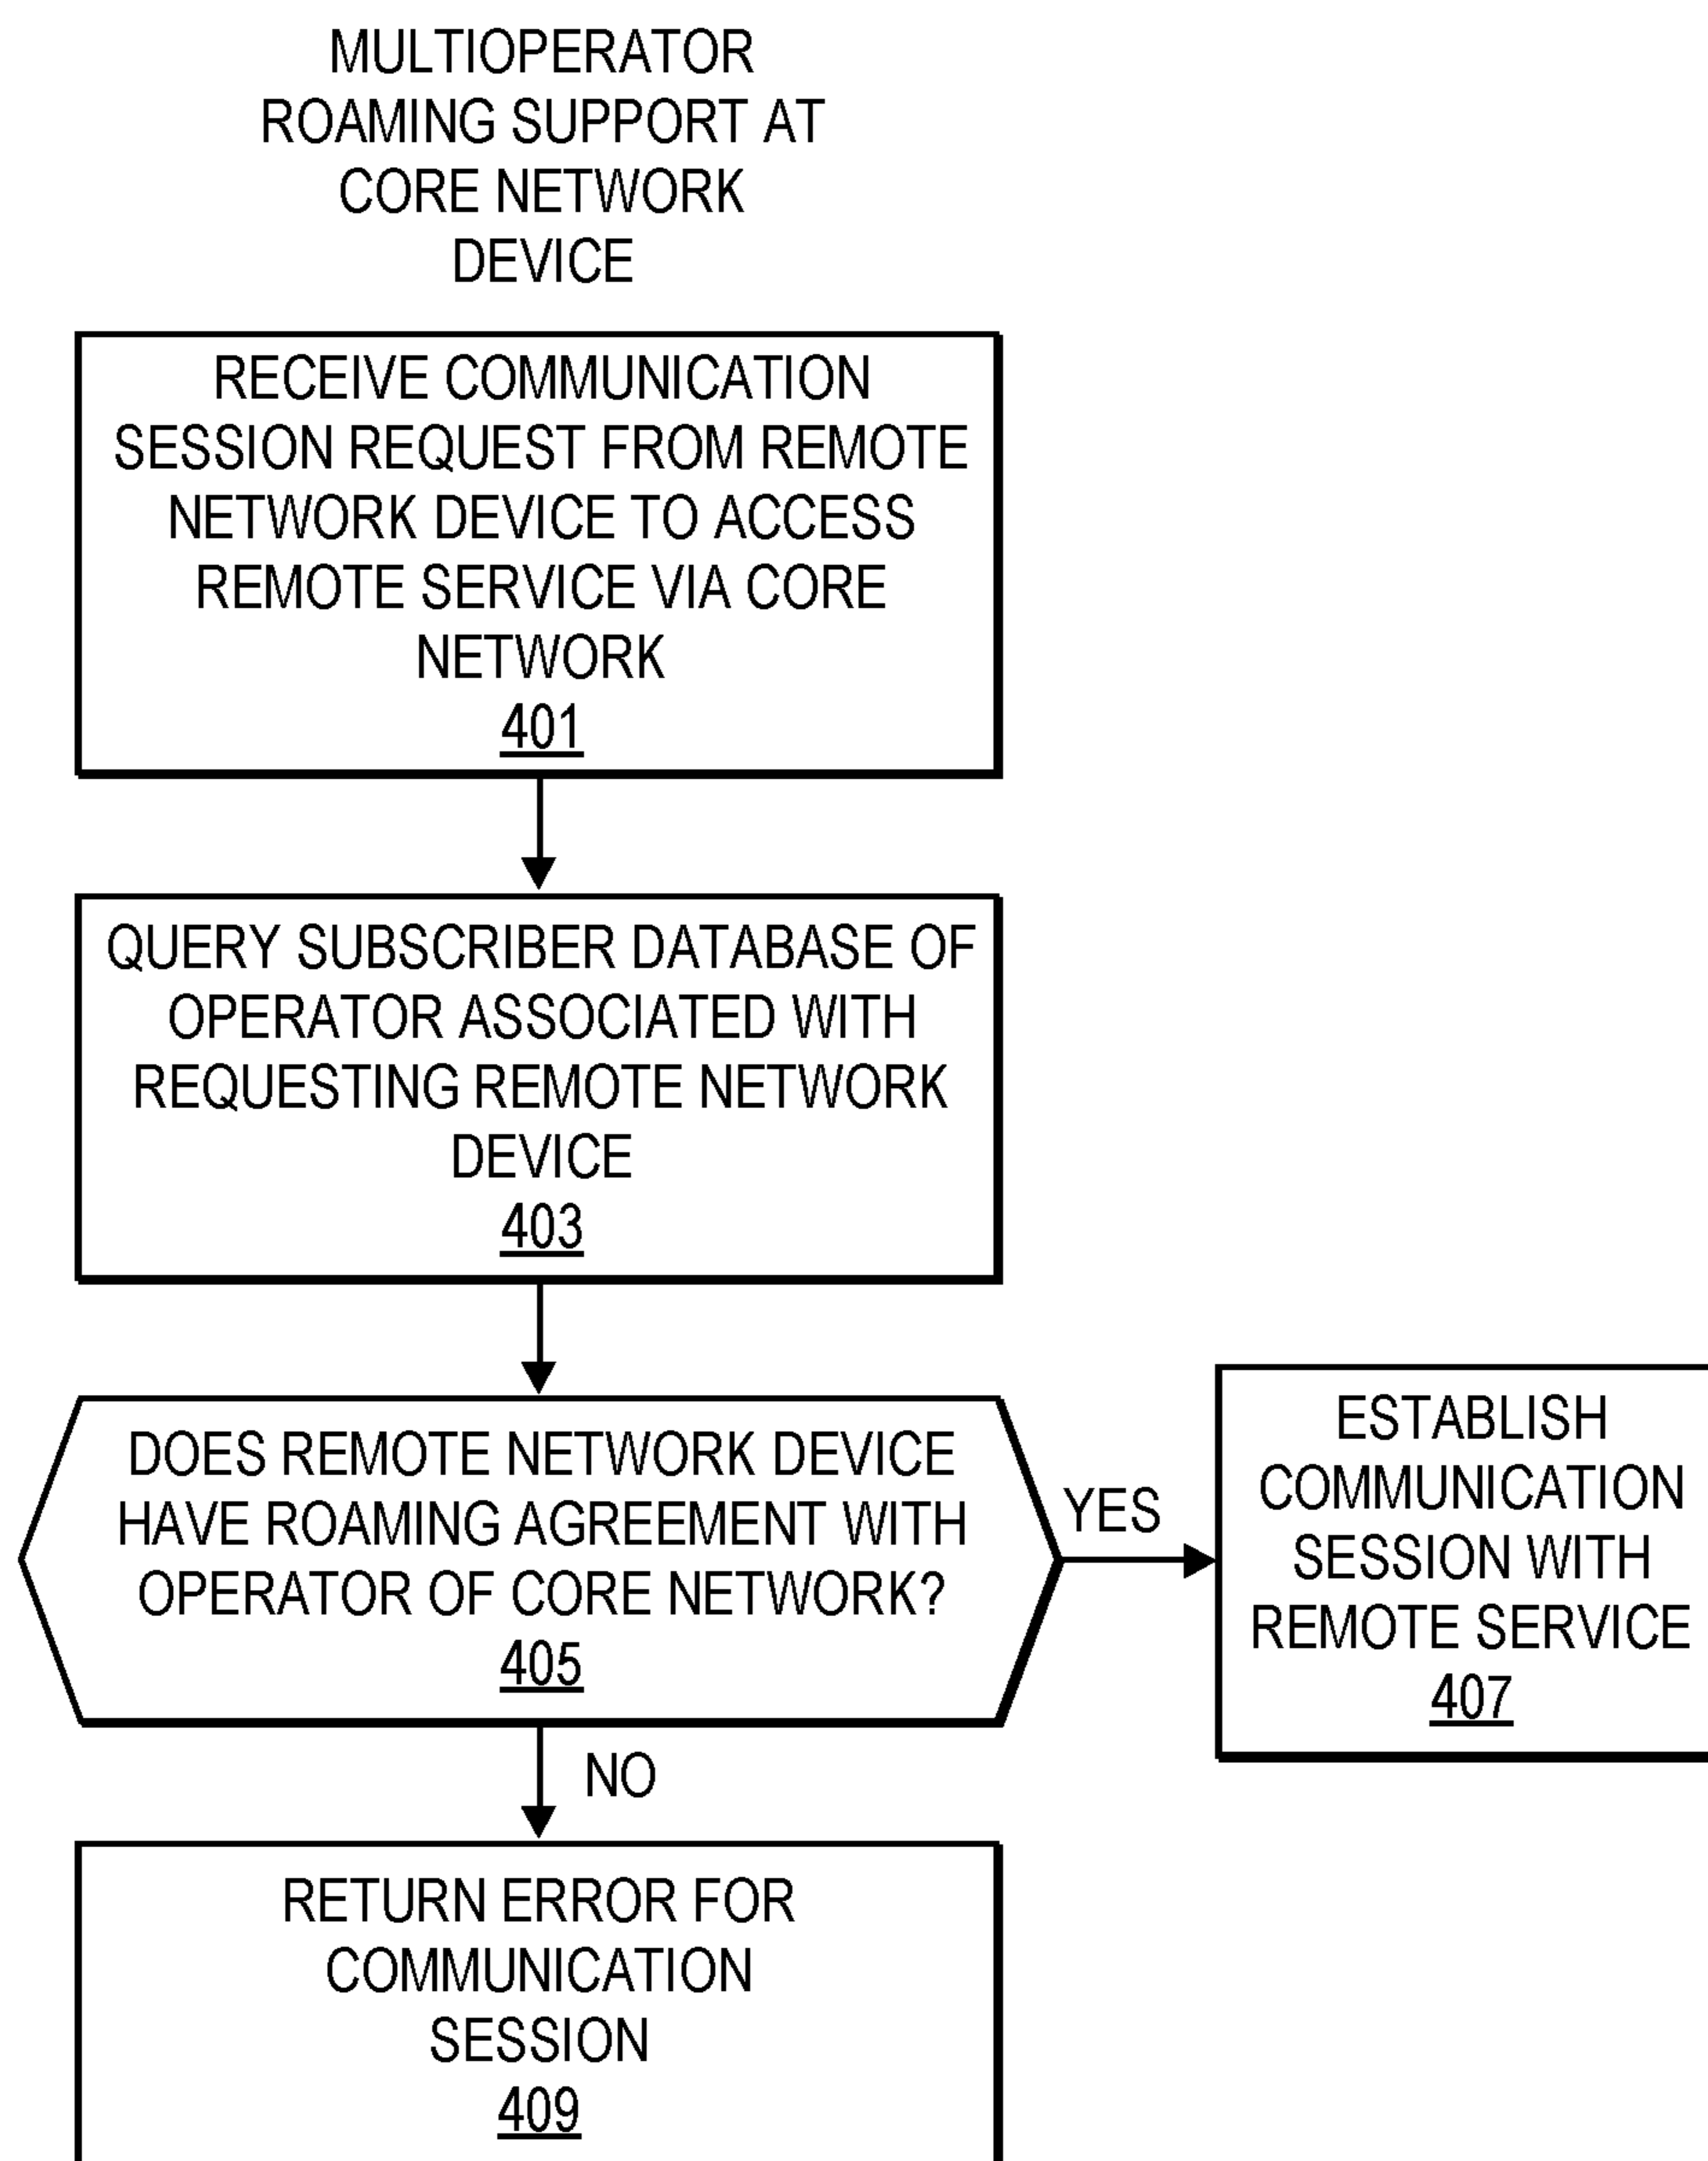 MULTIOPERATOR
ROAMING SUPPORT AT
CORE NETWORK
DEVICE
RECEIVE COMMUNICATION
SESSION REQUEST FROM REMOTE
NETWORK DEVICE TO ACCESS
REMOTE SERVICE VIA CORE
NETWORK
401
QUERY SUBSCRIBER DATABASE OF
OPERATOR ASSOCIATED WITH
REQUESTING REMOTE NETWORK
DEVICE
403
DOES REMOTE NETWORK DEVICE
HAVE ROAMING AGREEMENT WITH
OPERATOR OF CORE NETWORK?
405
YES
ESTABLISH
COMMUNICATION
SESSION WITH
REMOTE SERVICE
407
NO
RETURN ERROR FOR
COMMUNICATION
SESSION
409